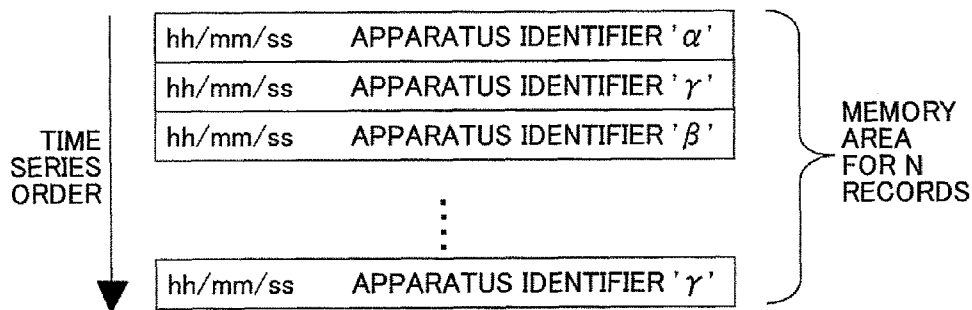 hh/mm/ss APPARATUS IDENTIFIER 'α'
hh/mm/ss APPARATUS IDENTIFIER 'γ'
hh/mm/ss APPARATUS IDENTIFIER 'β'
hh/mm/ss APPARATUS IDENTIFIER 'γ'
TIME
SERIES
ORDER
MEMORY
AREA
FOR N
RECORDS